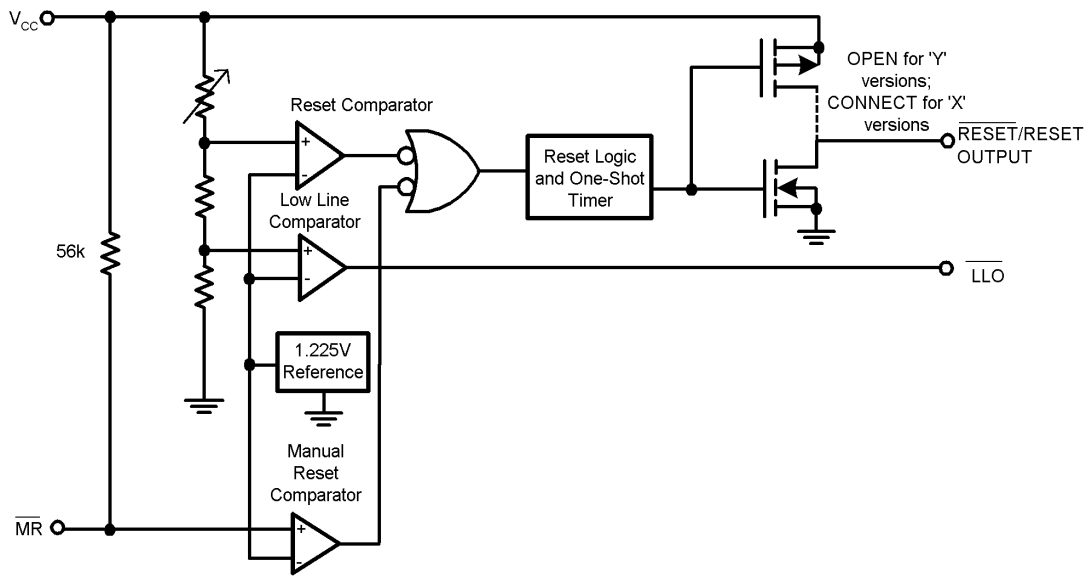 VCC
OPEN for 'Y'
versions;
CONNECT for 'X'
versions
Reset Comparator
+
-
RESET/RESET
OUTPUT
Reset Logic
and One-Shot
Timer
Low Line
Comparator
+
-
56k
LLO
1.225V
Reference
Manual
Reset
Comparator
MR
+
-